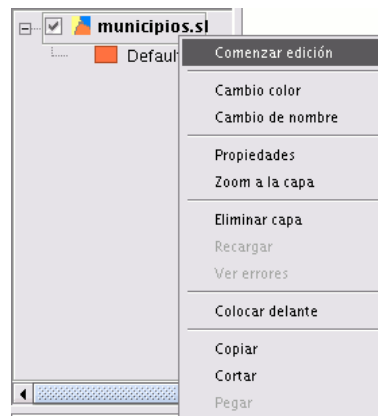 municipios.sl
Default
Comenzar edición
Cambio color
Cambio de nombre
Propiedades
Zoom a la capa
Eliminar capa
Recargar
Ver errores
Colocar delante
Copiar
Cortar
Pegar